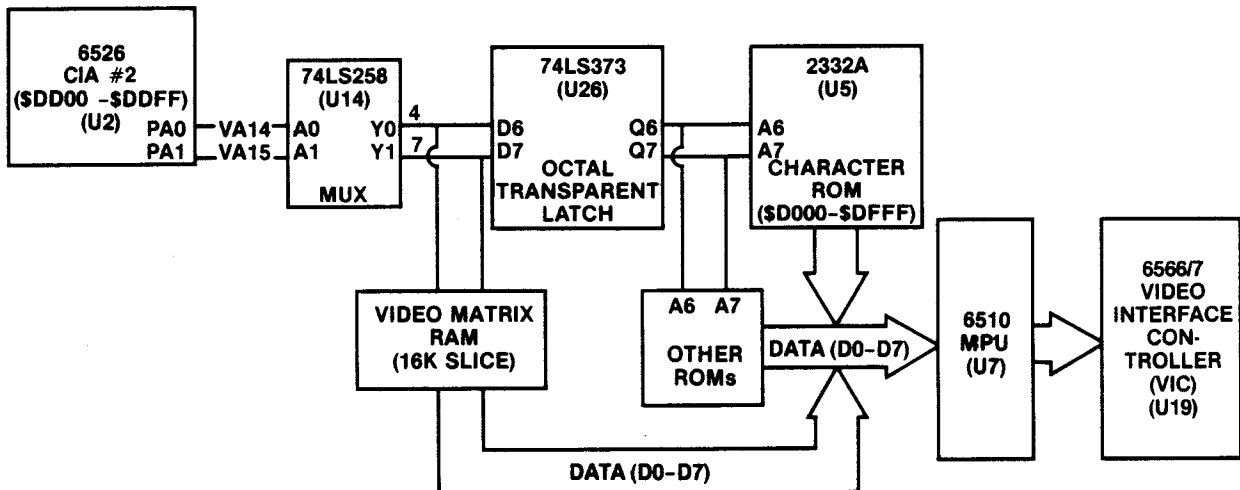 6526
CIA #2
($DD00 -$DDFF)
(U2)
PA0
PA1
VA14
VA15
74LS258
(U14)
A0
A1
Y0
Y1
MUX
4
7
74LS373
(U26)
D6
D7
Q6
Q7
OCTAL
TRANSPARENT
LATCH
2332A
(U5)
A6
A7
CHARACTER
ROM
($D000-$DFFF)
VIDEO MATRIX
RAM
(16K SLICE)
A6 A7
OTHER
ROMs
DATA (D0-D7)
6510
MPU
(U7)
6566/7
VIDEO
INTERFACE
CON-
TROLLER
(VIC)
(U19)
DATA (D0-D7)